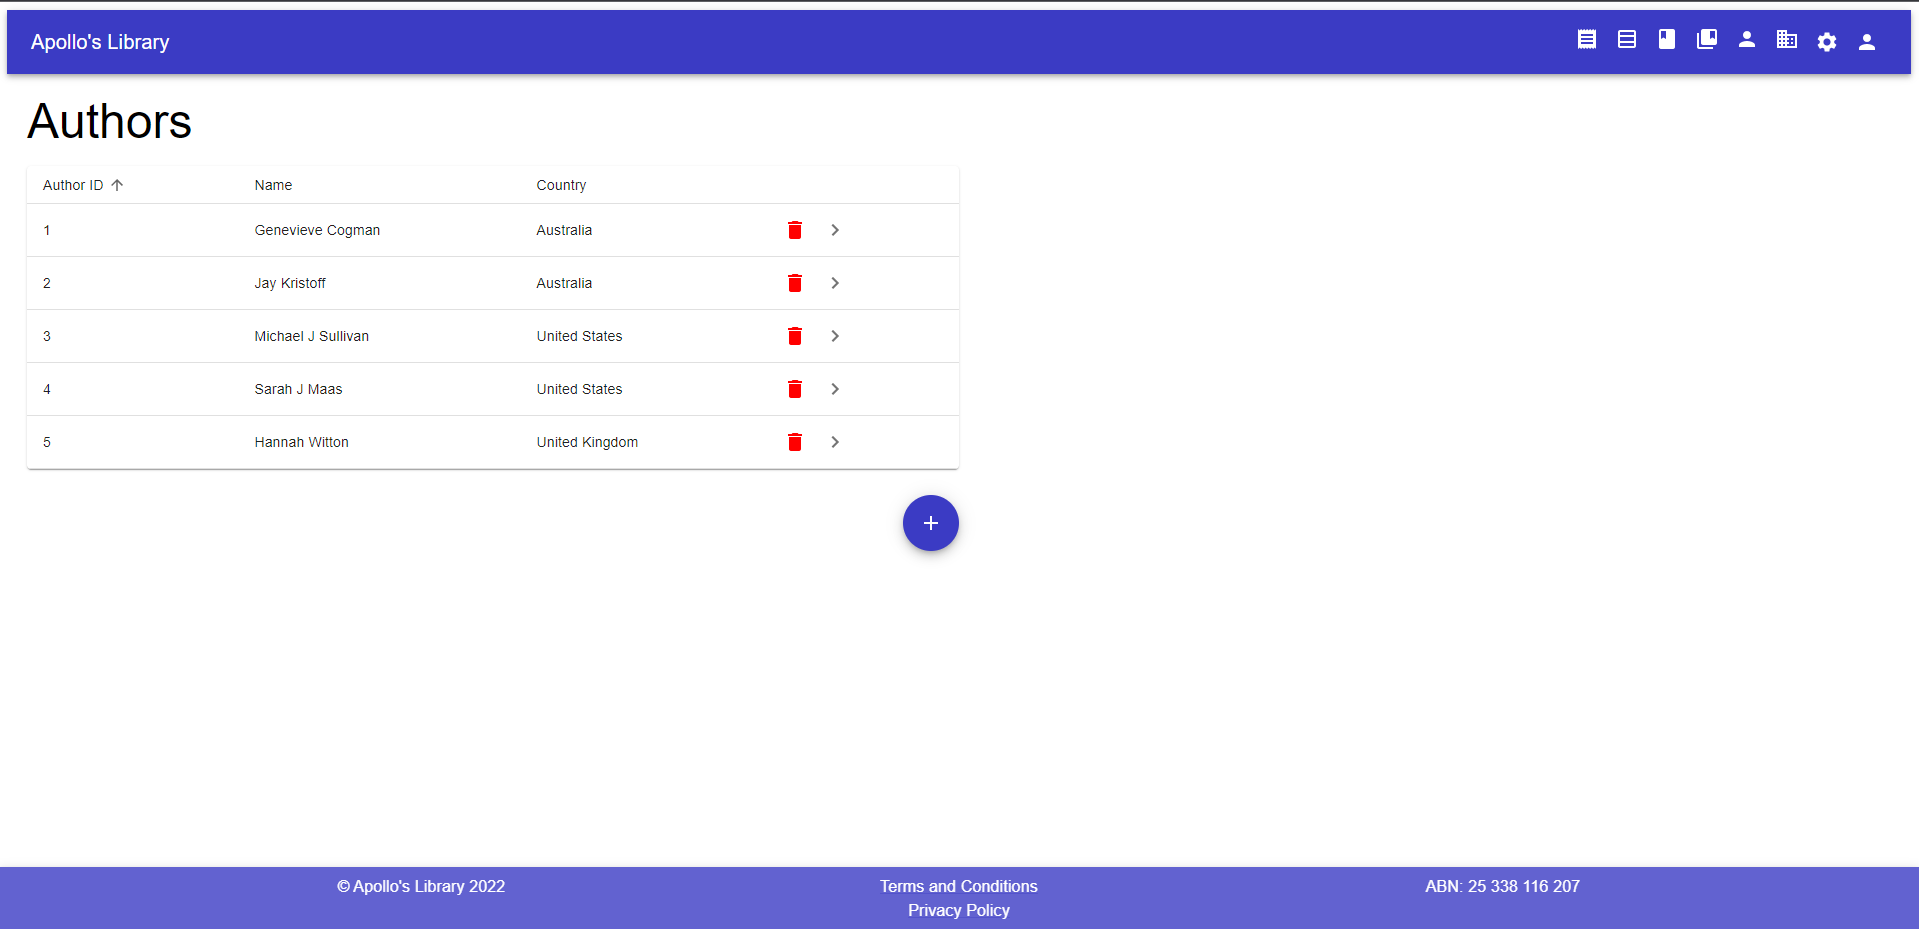 Apollo's Library
Authors
Author ID Name Country
1 Genevieve Cogman Australia
2 Jay Kristoff Australia
3 Michael J Sullivan United States
4 Sarah J Maas United States
5 Hannah Witton United Kingdom
© Apollo's Library 2022 Terms and Conditions ABN: 25 338 116 207
Privacy Policy